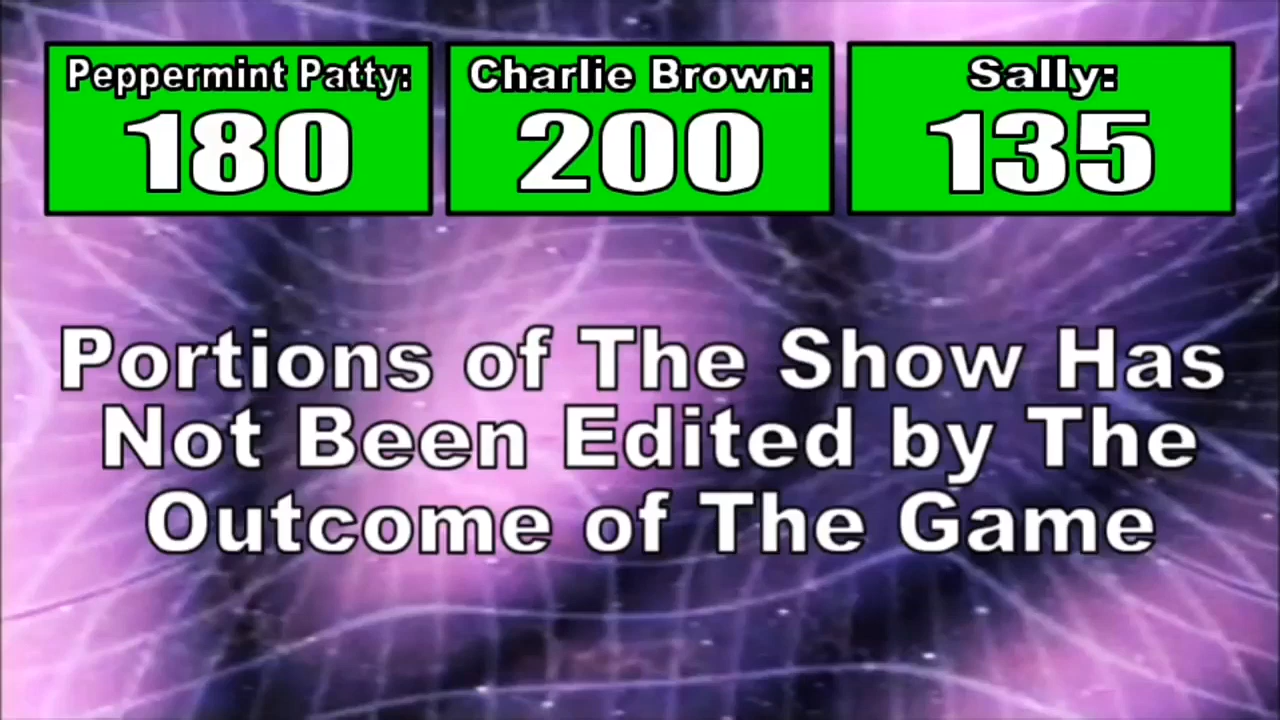 Peppermint Patty: Charlie Brown: Sally:
180 200 135
Portions of The Show Has
Not Been Edited by The
Outcome of The Game